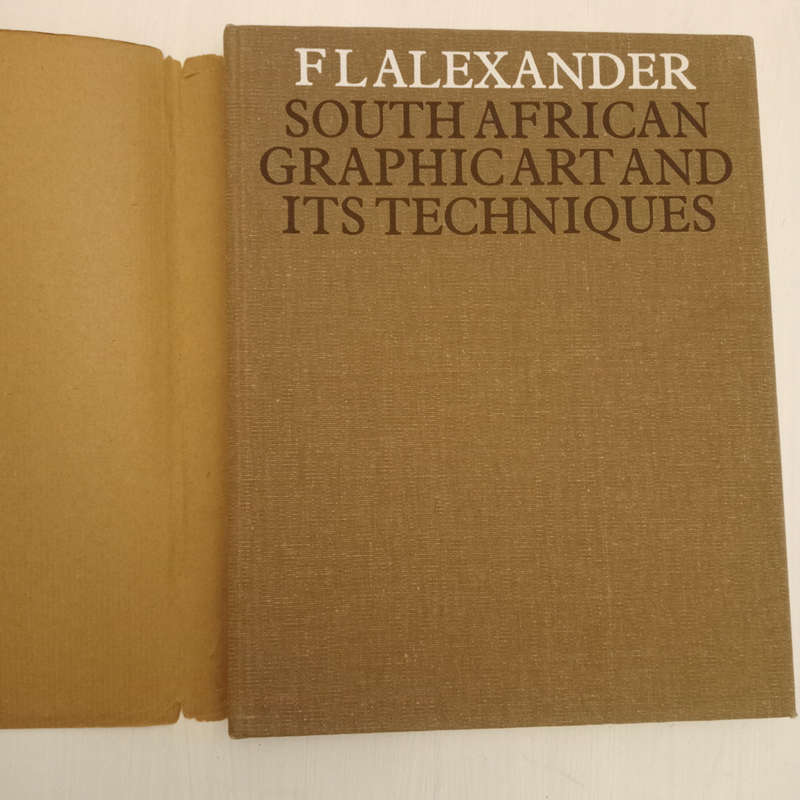 F L ALEXANDER
SOUTH AFRICAN
GRAPHIC ART AND
ITS TECHNIQUES